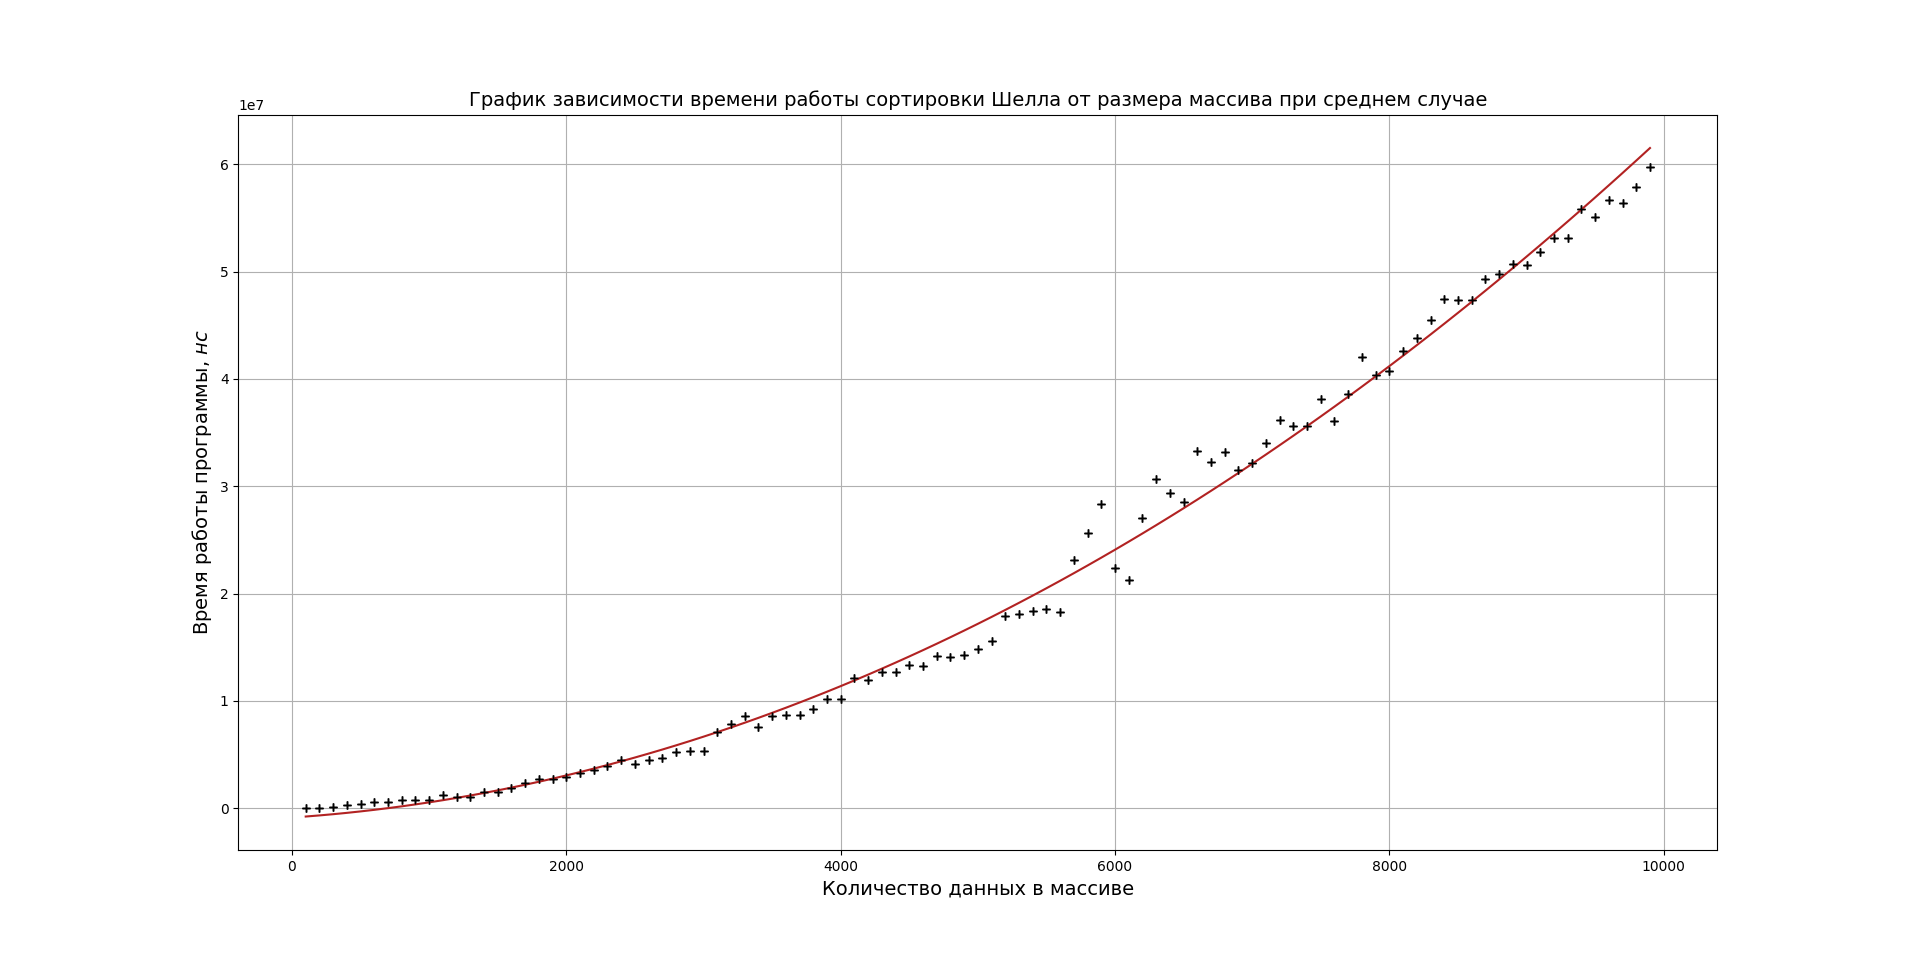 График зависимости времени работы сортировки Шелла от размера массива при среднем случае
1e7
6
5
4
3
2
1
0
Время работы программы, нс
0 2000 4000 6000 8000 10000
Количество данных в массиве